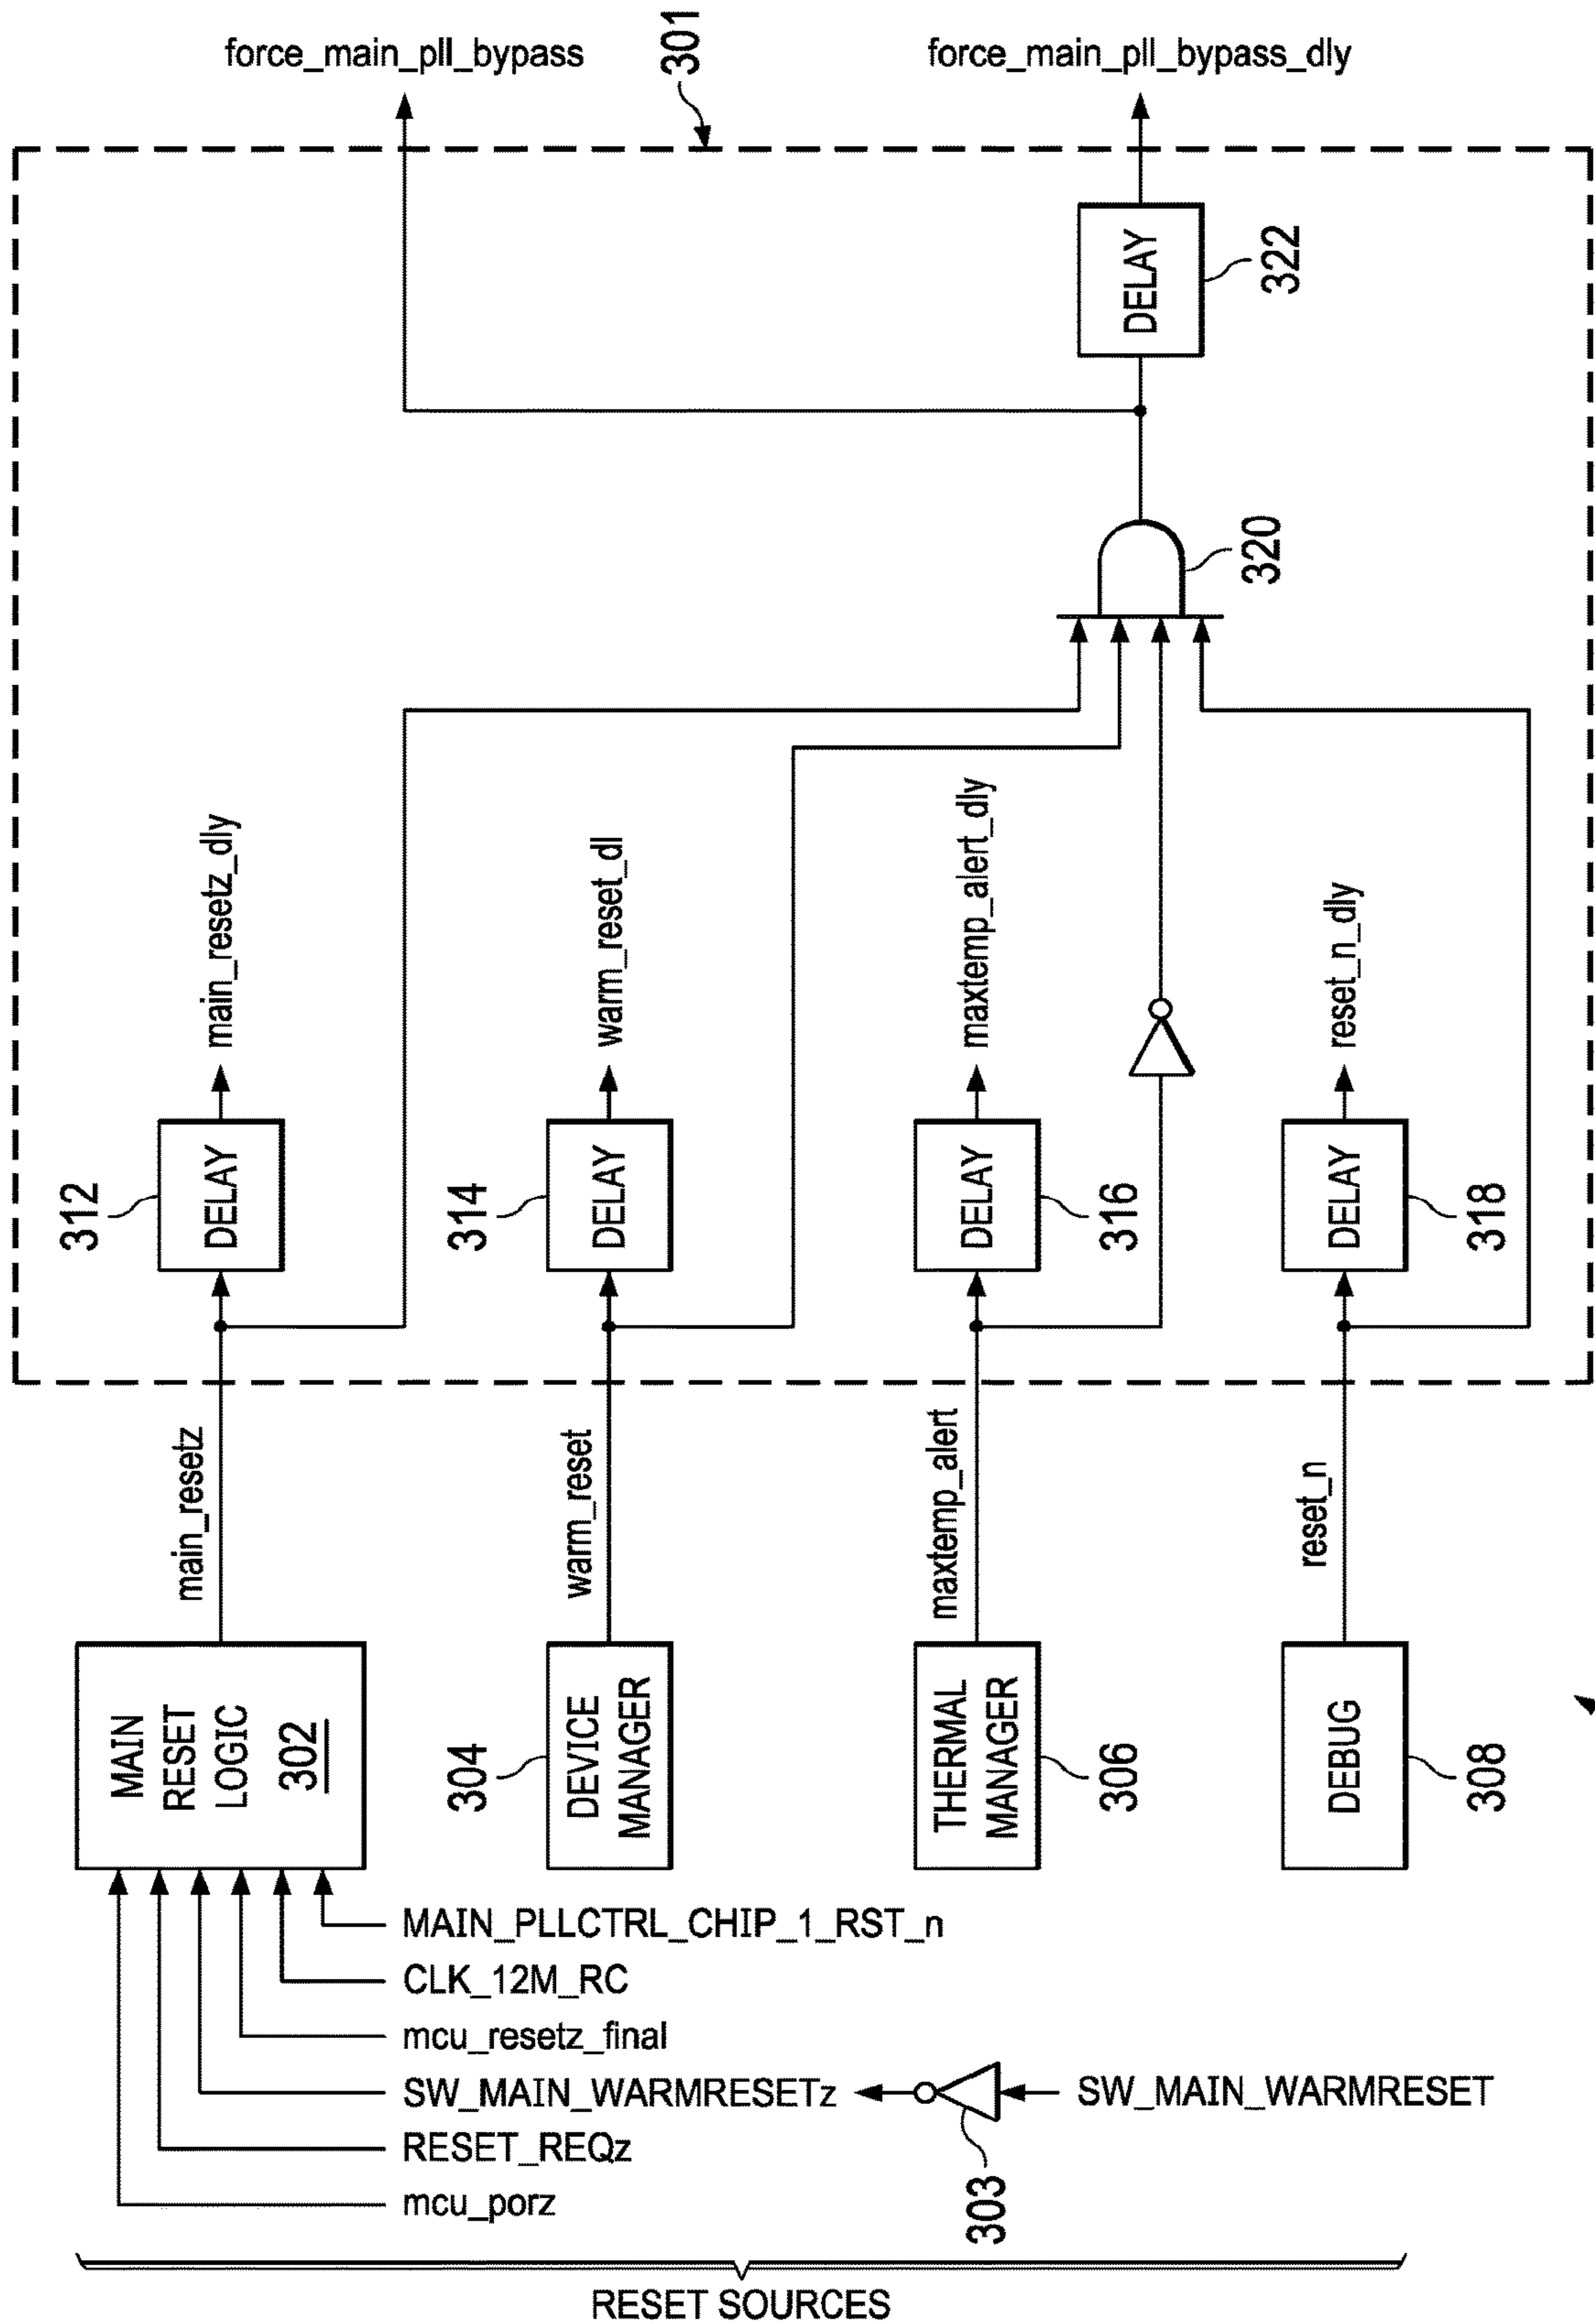 RESET SOURCES
mcu_porz
RESET_REQz
SW_MAIN_WARMRESETz
SW_MAIN_WARMRESET
303
mcu_resetz_final
CLK_12M_RC
MAIN_PLLCTRL_CHIP_1_RST_n
MAIN
RESET
LOGIC
302
main_resetz
312
DELAY
main_resetz_dly
304
DEVICE
MANAGER
warm_reset
314
DELAY
warm_reset_dl
THERMAL
MANAGER
306
maxtemp_alert
DELAY
316
maxtemp_alert_dly
DEBUG
308
reset_n
DELAY
318
reset_n_dly
320
DELAY
322
301
force_main_pll_bypass
force_main_pll_bypass_dly